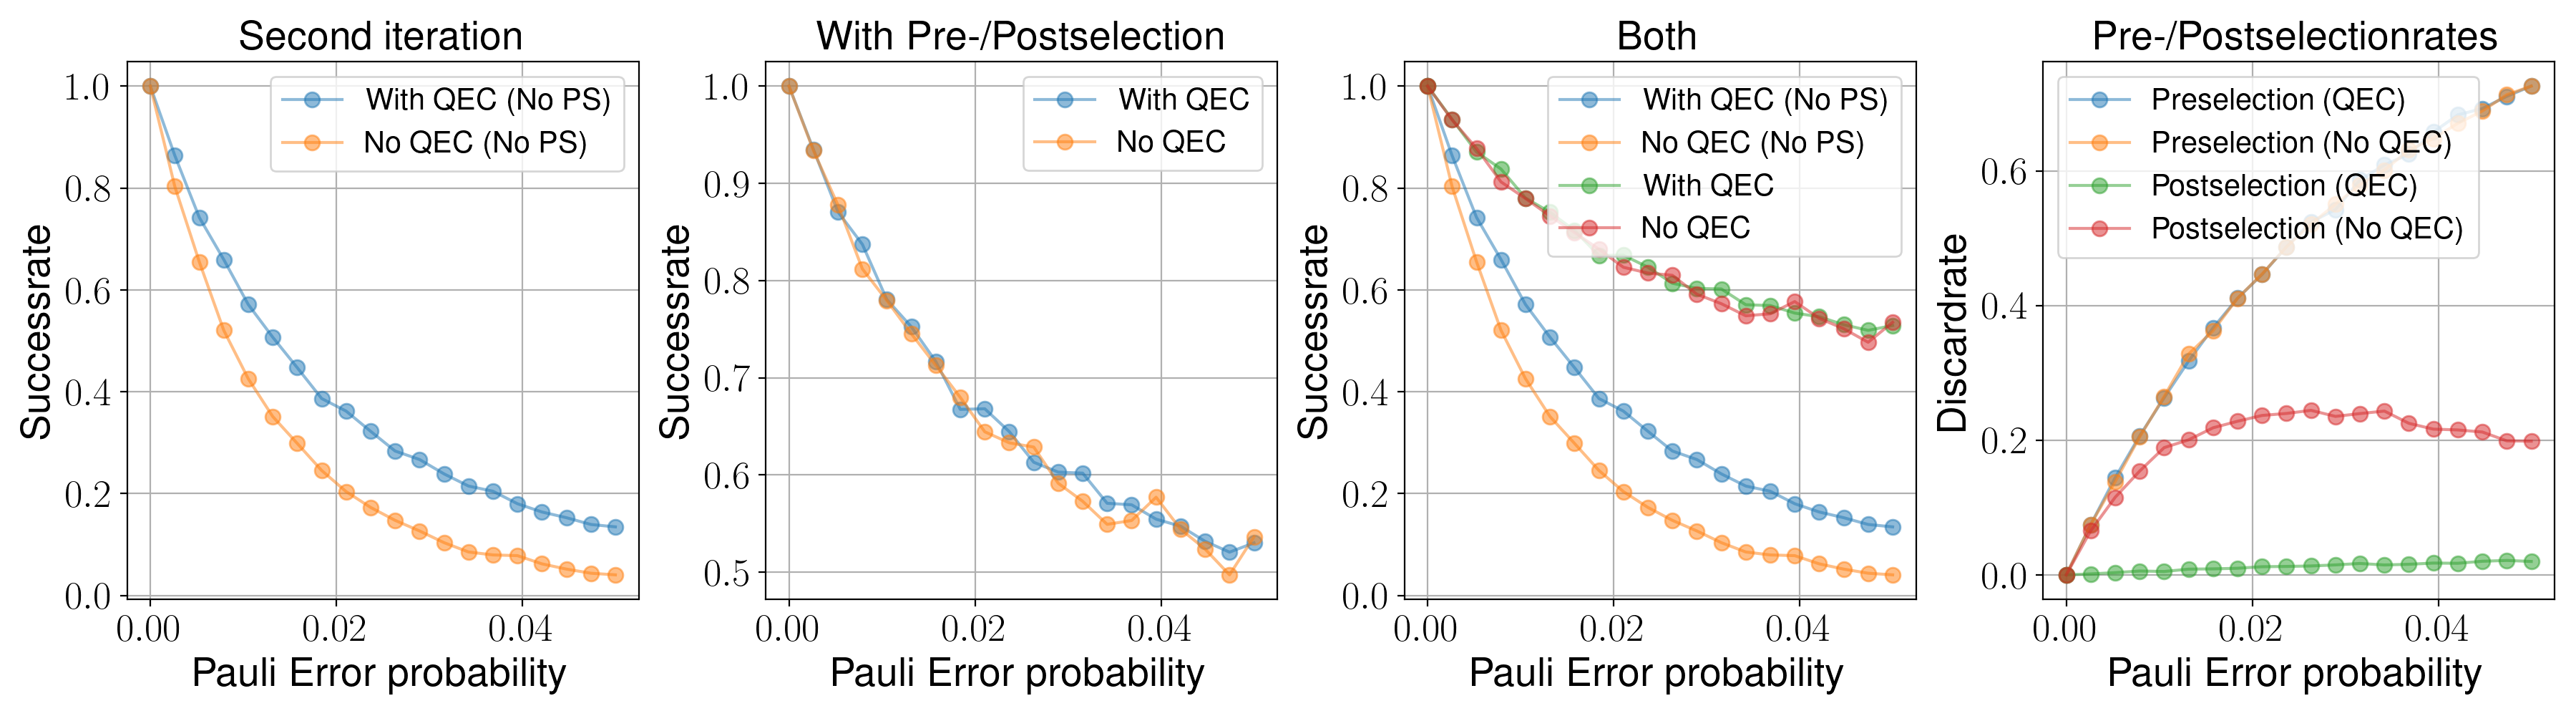 Second iteration
With QEC (No PS)
No QEC (No PS)
1.0
0.8
0.6
0.4
0.2
0.0
Successrate
0.00
0.02
0.04
Pauli Error probability
With Pre-/Postselection
With QEC
No QEC
1.0
0.9
0.8
0.7
0.6
0.5
Successrate
0.00
0.02
0.04
Pauli Error probability
Both
With QEC (No PS)
No QEC (No PS)
With QEC
No QEC
1.0
0.8
0.6
0.4
0.2
0.0
Successrate
0.00
0.02
0.04
Pauli Error probability
Pre-/Postselectionrates
Preselection (QEC)
Preselection (No QEC)
Postselection (QEC)
Postselection (No QEC)
0.6
0.4
0.2
0.0
Discardrate
0.00
0.02
0.04
Pauli Error probability